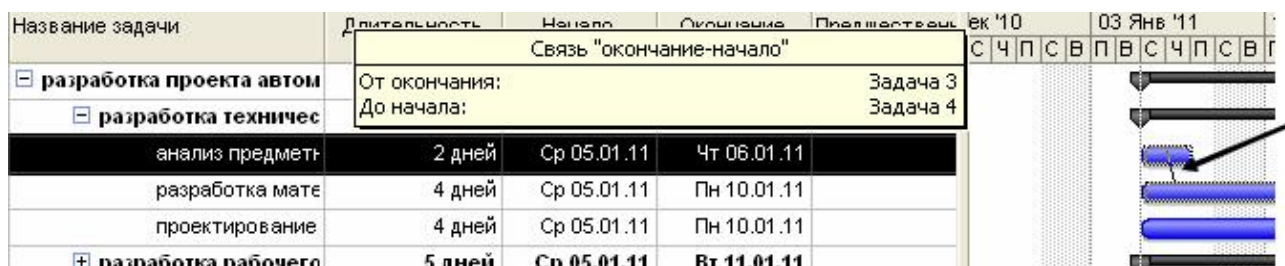 Название задачи Длительность Начало Окончание Предшествен ек '10 03 Янв '11
Связь "окончание-начало"
С Ч П С В П В С Ч П С В П
разработка проекта автом
От окончания: Задача 3
До начала: Задача 4
разработка техничес
анализ предметн 2 дней Ср 05.01.11 Чт 06.01.11
разработка мате 4 дней Ср 05.01.11 Пн 10.01.11
проектирование 4 дней Ср 05.01.11 Пн 10.01.11
разработка рабочего 5 дней Ср 05.01.11 Вт 11.01.11